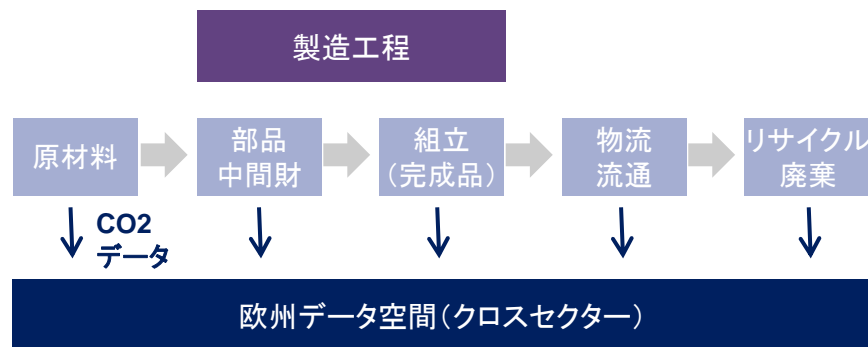 製造工程
原材料
部品
中間財
組立
(完成品)
物流
流通
リサイクル
廃棄
CO2
データ
欧州データ空間(クロスセクター)